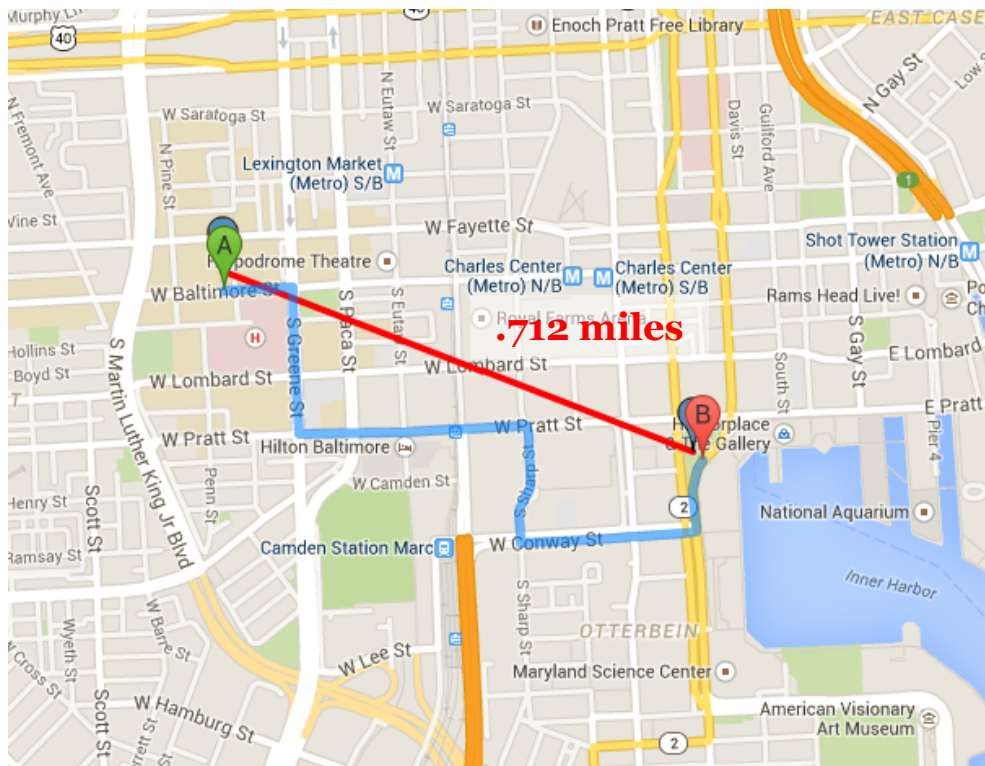 Murphy Ln
40
40
Enoch Pratt Free Library
EAST CASE
N Fremont Ave
W Saratoga St
N Pine St
N Eutaw St
W Saratoga St
Davis St
Guilford Ave
N Gay St
Low St
Lexington Market
(Metro) S/B
M
1
Vine St
W Fayette St
A
Hippodrome Theatre
Shot Tower Station
(Metro) N/B
M
Charles Center
(Metro) N/B
M
M
Charles Center
(Metro) S/B
W Baltimore St
Rams Head Live!
Po
Ch
S Greene St
S Paca St
S Eutaw St
Royal Farms Arena
.712 miles
H
Hollins St
Boyd St
T
S Martin Luther King Jr Blvd
W Lombard St
W Lombard St
South St
S Gay St
E Lombard
B
W Pratt St
W Pratt St
E Pratt
Harborplace
& The Gallery
Hilton Baltimore
Pier 4
Penn St
W Camden St
S Sharp St
2
National Aquarium
Henry St
Scott St
Ramsay St
Camden Station Marc
W Conway St
Inner Harbor
S Sharp St
OTTERBEIN
Wyeth St
W Barre St
W Lee St
Maryland Science Center
W Cross St
Scott St
W Hamburg St
American Visionary
Art Museum
2